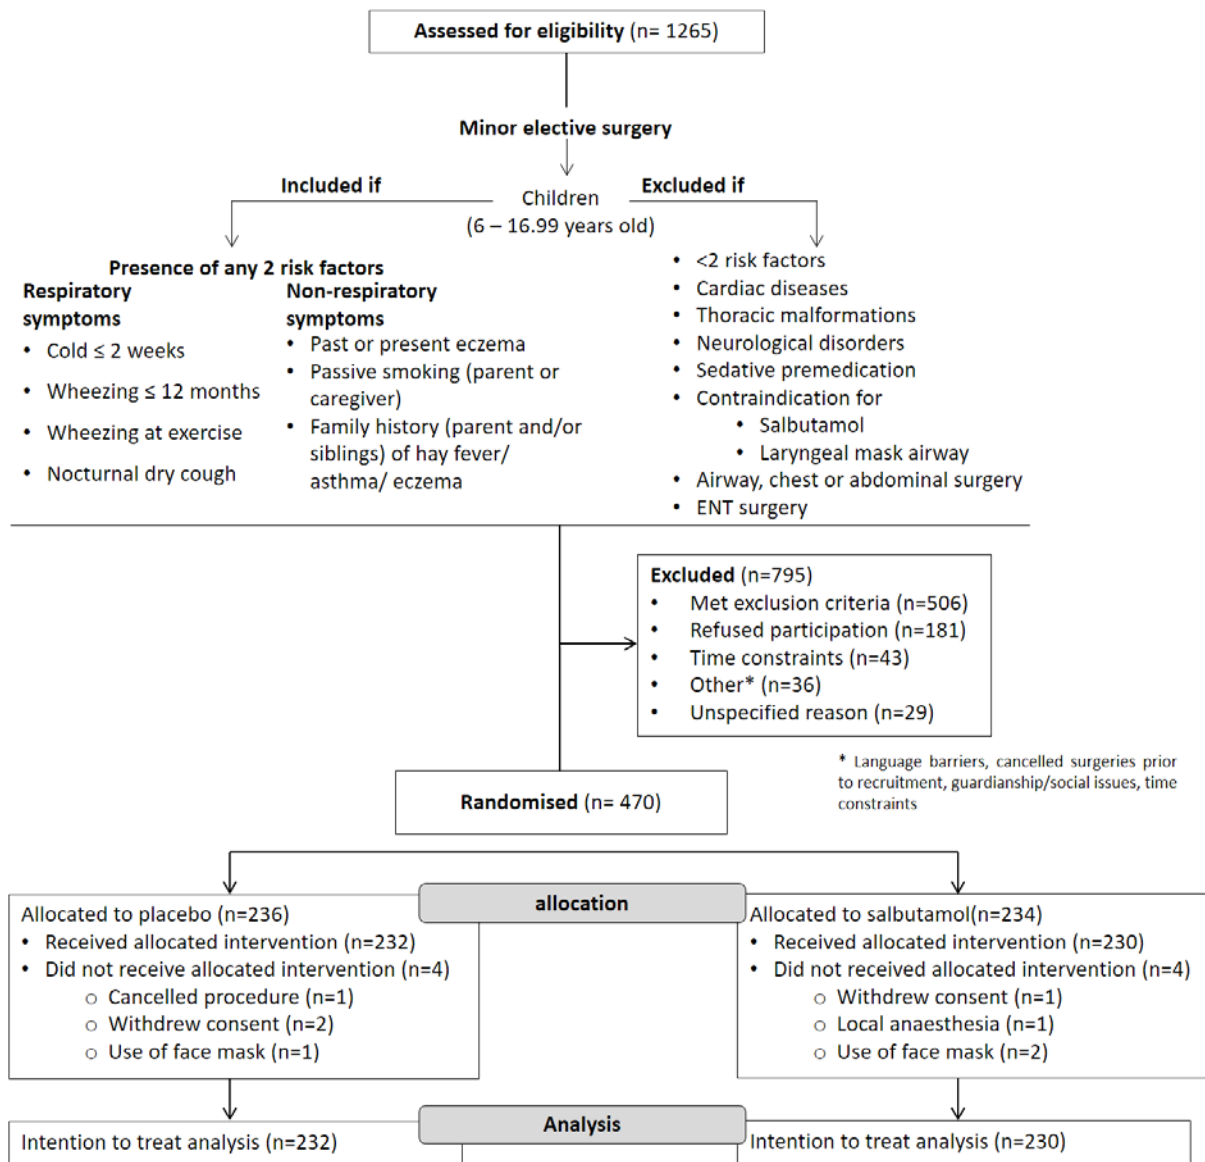 Assessed for eligibility (n= 1265)
Minor elective surgery
Included if
Excluded if
Children
(6 – 16.99 years old)
Presence of any 2 risk factors
Respiratory
symptoms
• Cold ≤ 2 weeks
• Wheezing ≤ 12 months
• Wheezing at exercise
• Nocturnal dry cough
Non-respiratory
symptoms
• Past or present eczema
• Passive smoking (parent or
caregiver)
• Family history (parent and/or
siblings) of hay fever/
asthma/ eczema
• <2 risk factors
• Cardiac diseases
• Thoracic malformations
• Neurological disorders
• Sedative premedication
• Contraindication for
• Salbutamol
• Laryngeal mask airway
• Airway, chest or abdominal surgery
• ENT surgery
Excluded (n=795)
• Met exclusion criteria (n=506)
• Refused participation (n=181)
• Time constraints (n=43)
• Other* (n=36)
• Unspecified reason (n=29)
* Language barriers, cancelled surgeries prior
to recruitment, guardianship/social issues, time
constraints
Randomised (n= 470)
allocation
Allocated to placebo (n=236)
• Received allocated intervention (n=232)
• Did not receive allocated intervention (n=4)
○ Cancelled procedure (n=1)
○ Withdrew consent (n=2)
○ Use of face mask (n=1)
Allocated to salbutamol(n=234)
• Received allocated intervention (n=230)
• Did not received allocated intervention (n=4)
○ Withdrew consent (n=1)
○ Local anaesthesia (n=1)
○ Use of face mask (n=2)
Analysis
Intention to treat analysis (n=232)
Intention to treat analysis (n=230)